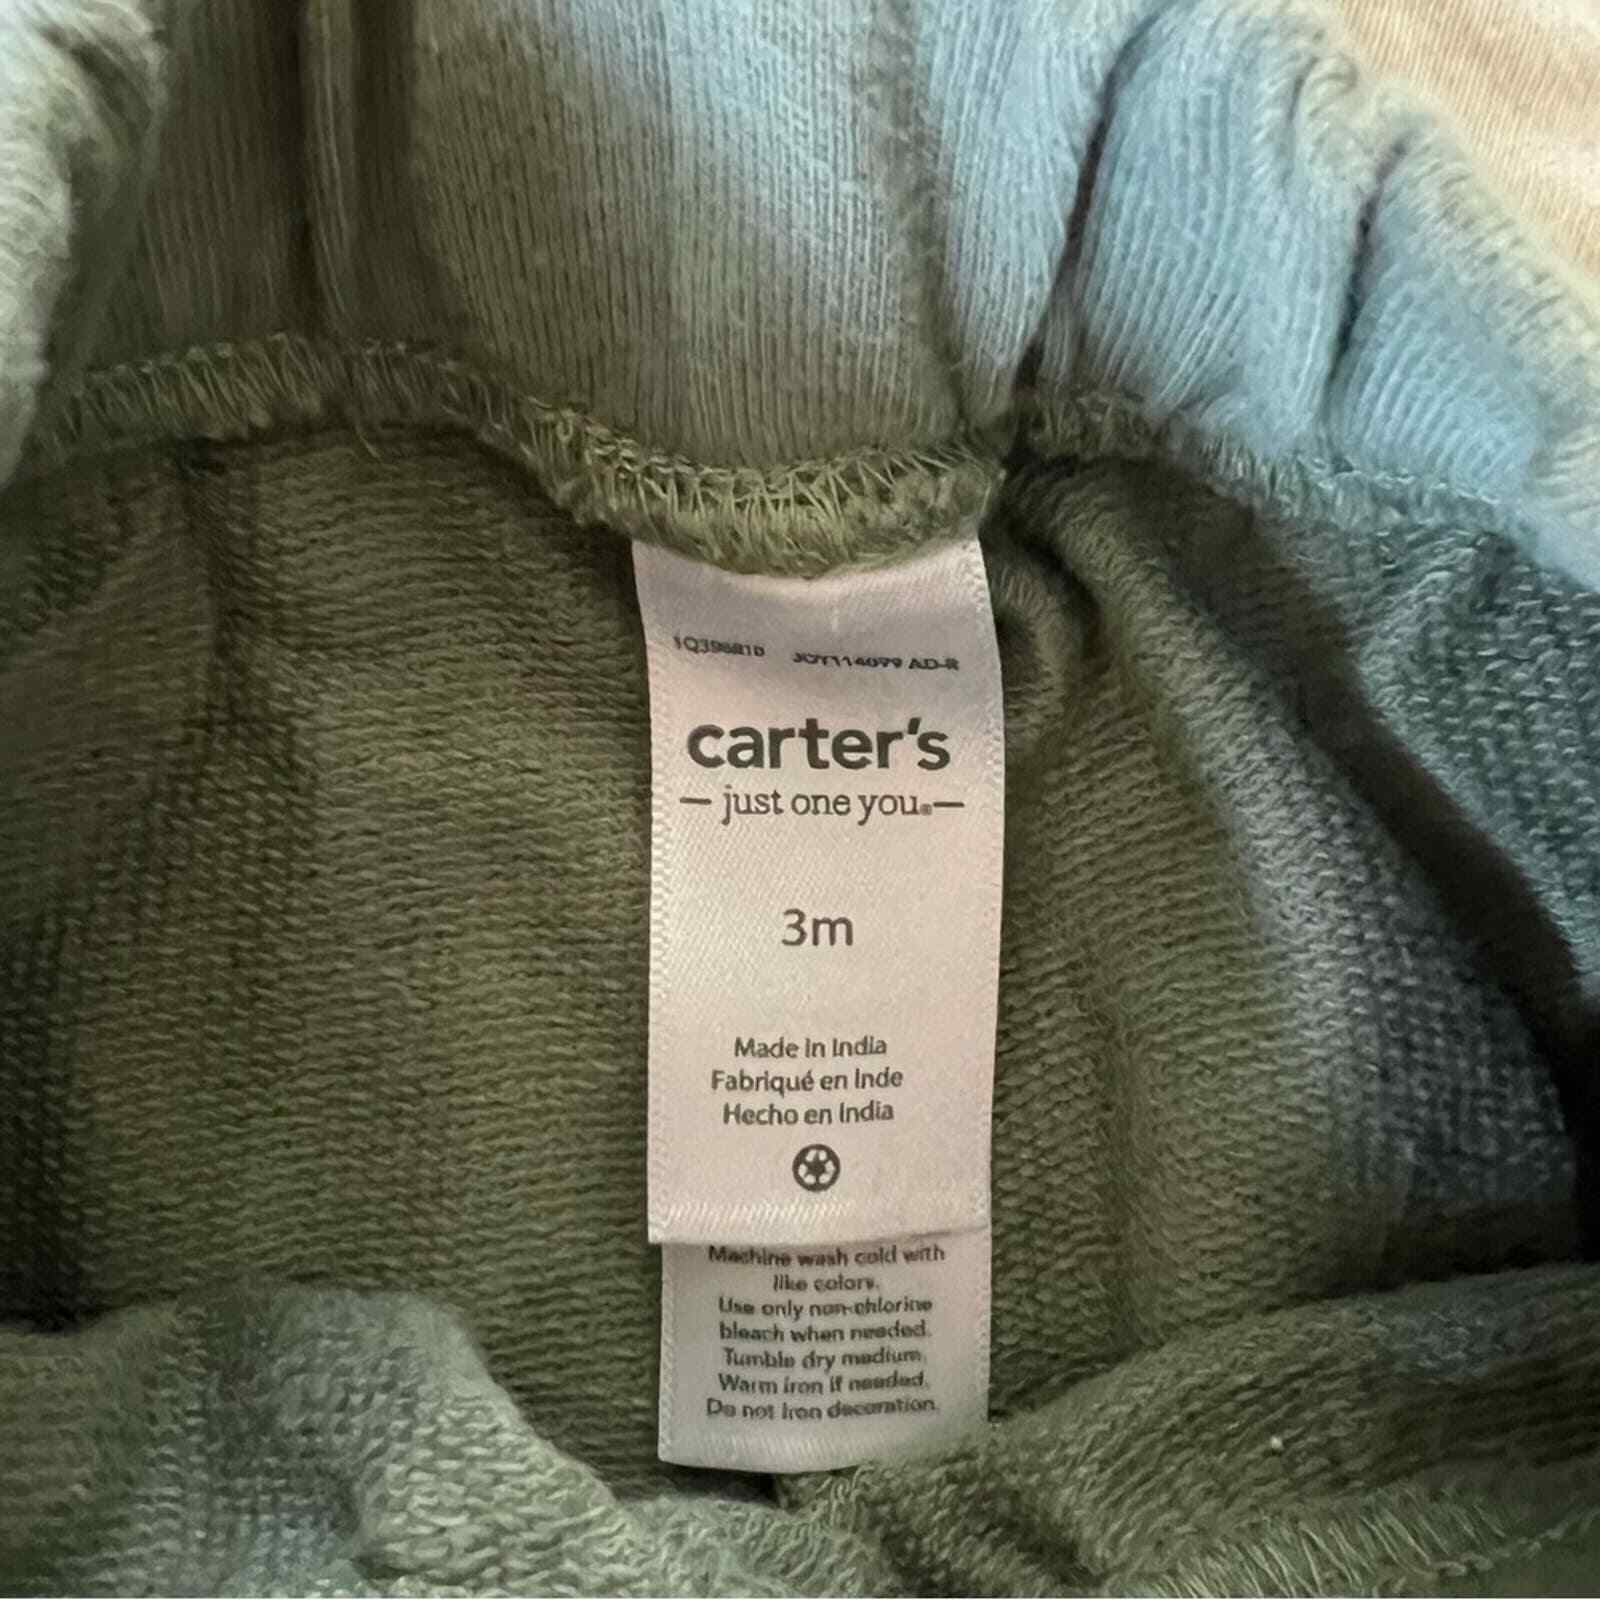 AD-R
carter's
just one you®
3m
Made in India
Fabriqué en Inde
Hecho en India
Machine wash cold with
like colors.
Use only non-chlorine
bleach when needed.
Tumble dry medium.
Warm iron if needed.
Do not iron decoration.